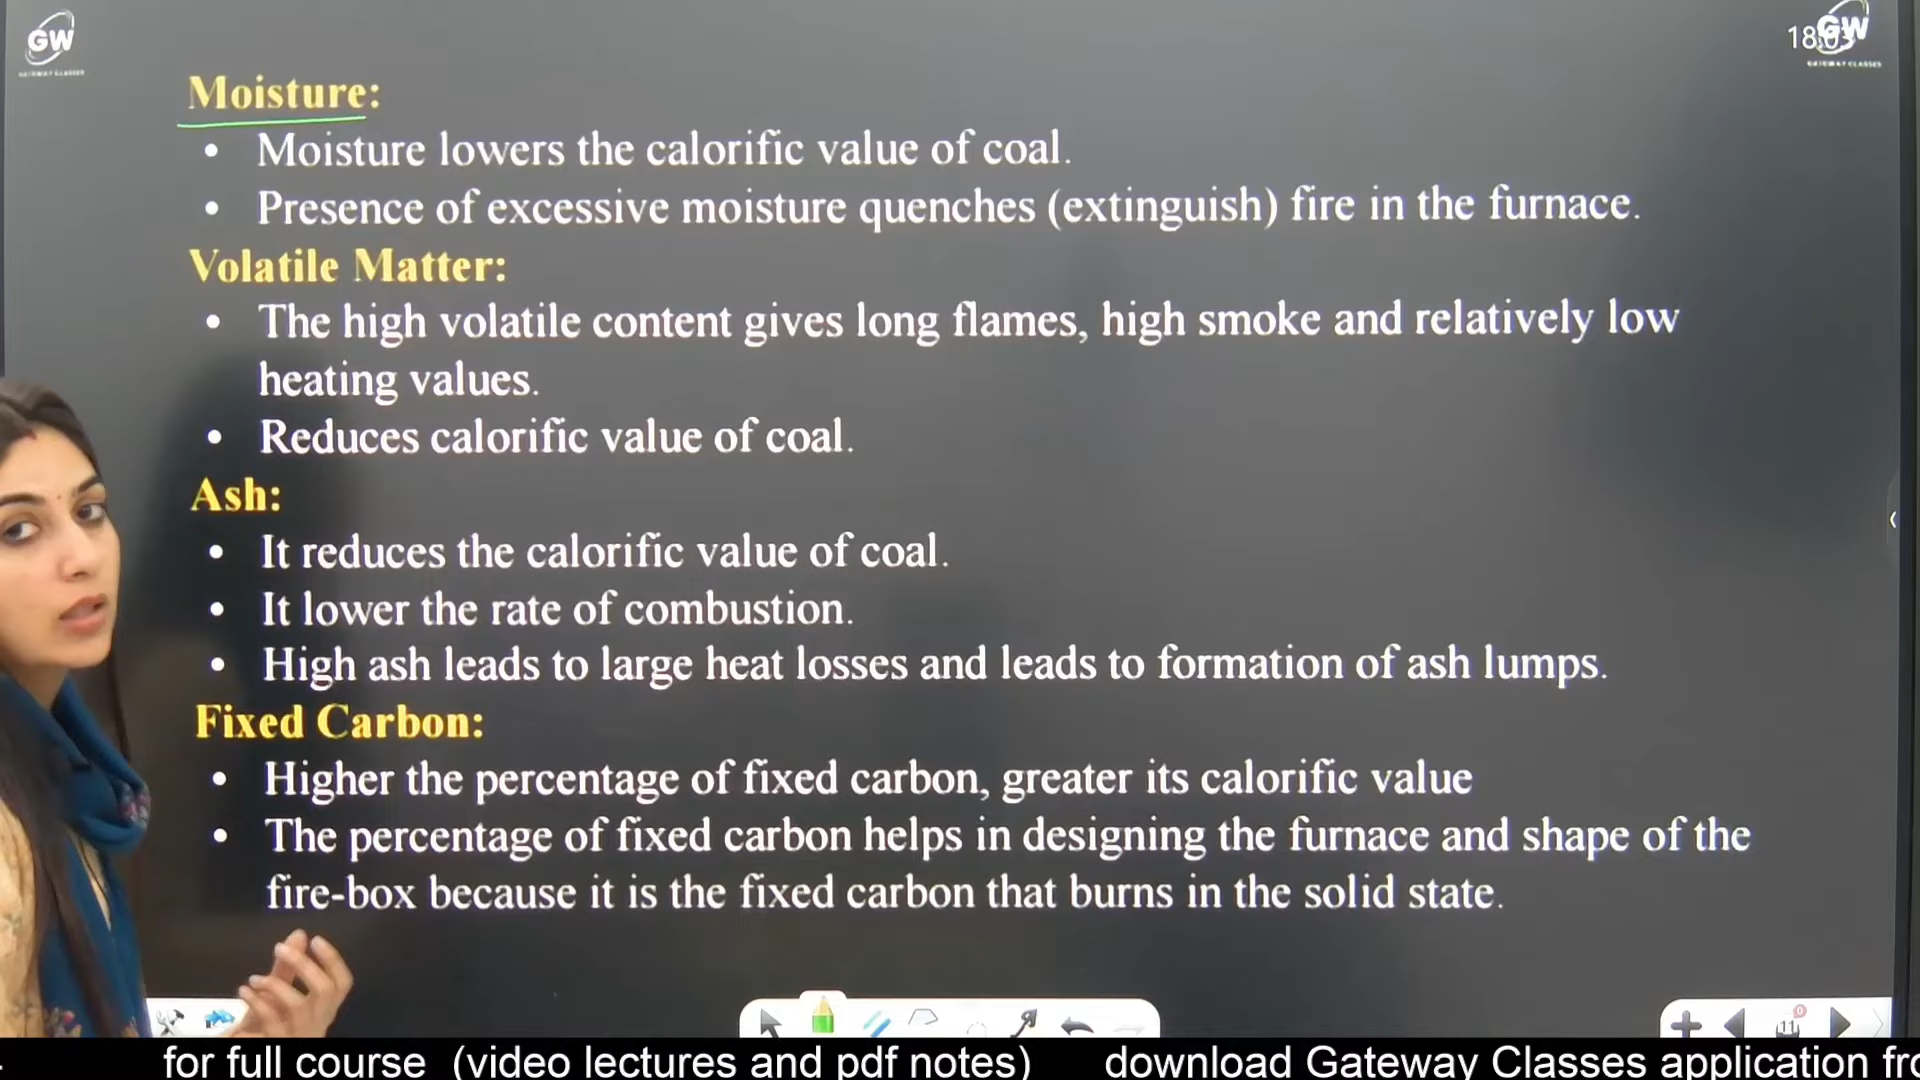 GW
GATEWAY CLASSES
GW
GATEWAY CLASSES
Moisture:
• Moisture lowers the calorific value of coal.
• Presence of excessive moisture quenches (extinguish) fire in the furnace.
Volatile Matter:
• The high volatile content gives long flames, high smoke and relatively low
heating values.
• Reduces calorific value of coal.
Ash:
• It reduces the calorific value of coal.
• It lower the rate of combustion.
• High ash leads to large heat losses and leads to formation of ash lumps.
Fixed Carbon:
• Higher the percentage of fixed carbon, greater its calorific value
• The percentage of fixed carbon helps in designing the furnace and shape of the
fire-box because it is the fixed carbon that burns in the solid state.
11
0
for full course (video lectures and pdf notes) download Gateway Classes application fro